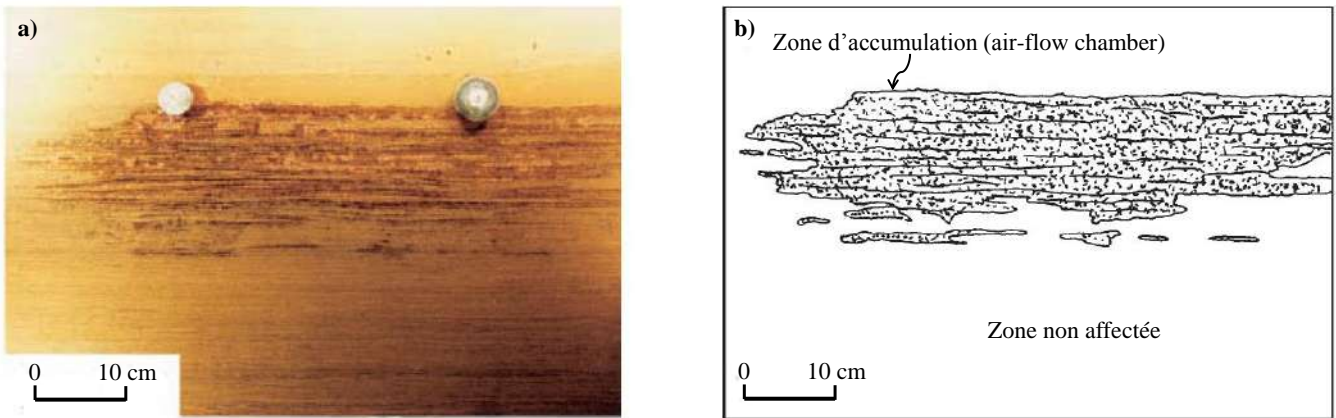 a)
0 10 cm
b)
Zone d'accumulation (air-flow chamber)
Zone non affectée
0 10 cm